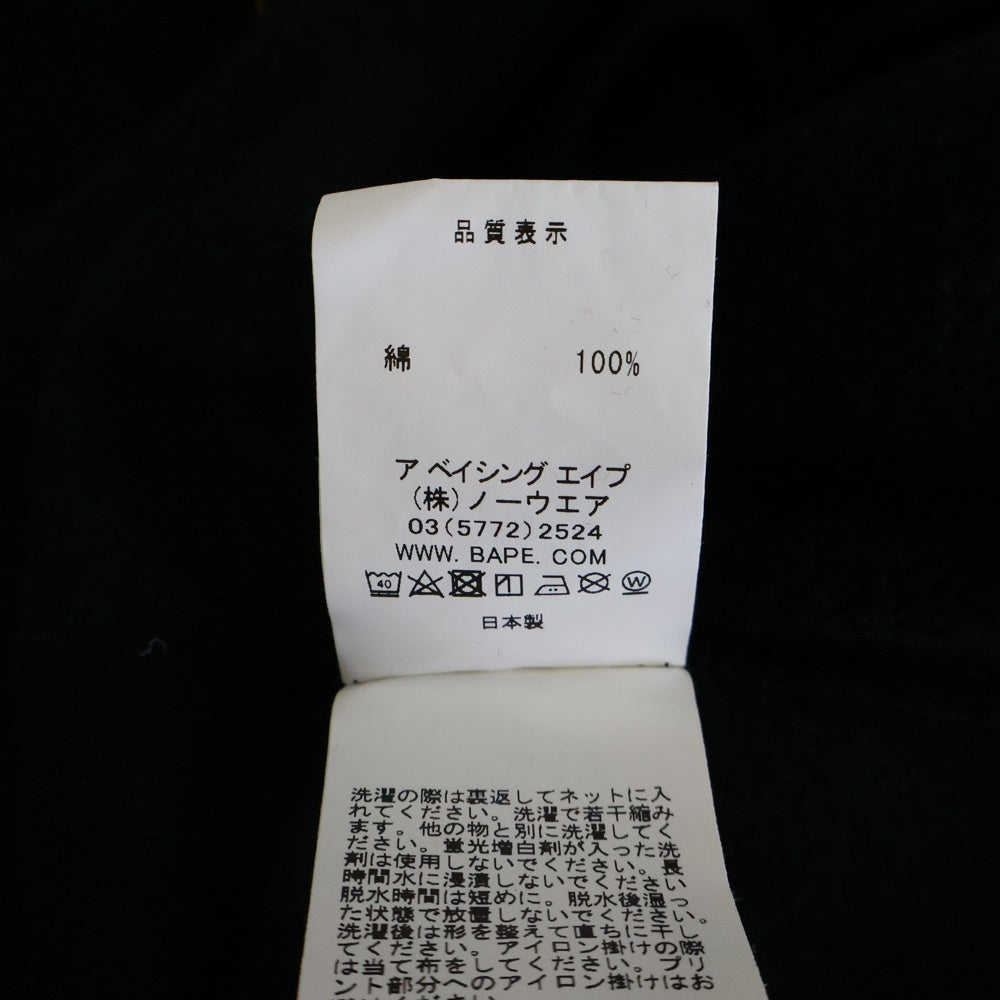 品質表示
綿 100%
ア ベイシング エイプ
(株)ノーウエア
03(5772)2524
WWW. BAPE. COM
40 W
日本製
洗濯の際は裏返してネットに入
れてください。洗濯で若干縮み
ます。他の物と別に洗濯してく
ださい。蛍光増白剤が入った洗
剤は使用しないでください。長
時間水に浸漬しないでください
脱水時間は短めに。脱水後湿っ
た状態で放置しないでください。
洗濯後は形を整えて直ちに干し
てください。アイロン掛けの際
は当て布をしてください。プリ
ント部分へのアイロン掛けはお